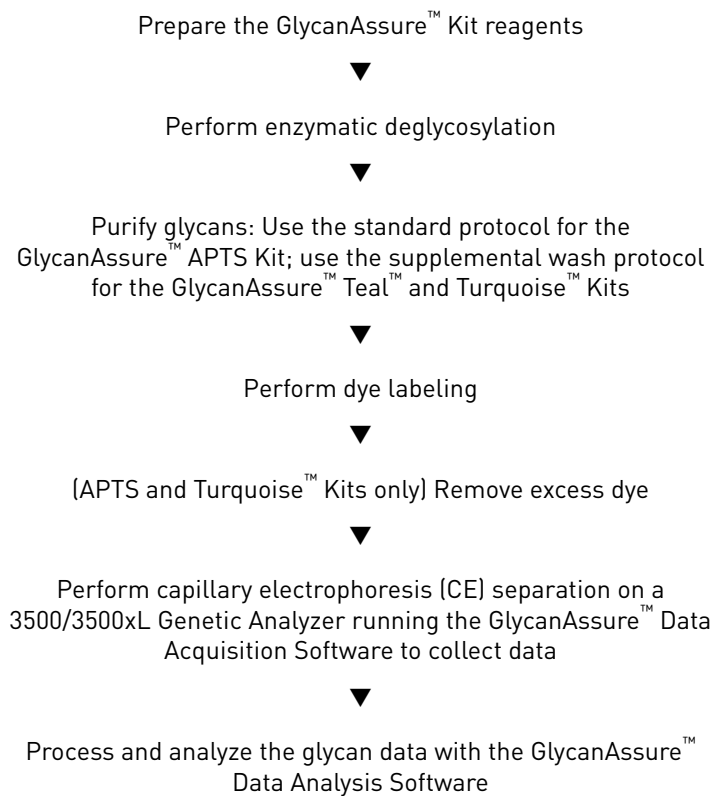 Prepare the GlycanAssure™ Kit reagents
▼
Perform enzymatic deglycosylation
▼
Purify glycans: Use the standard protocol for the
GlycanAssure™ APTS Kit; use the supplemental wash protocol
for the GlycanAssure™ Teal™ and Turquoise™ Kits
▼
Perform dye labeling
▼
(APTS and Turquoise™ Kits only) Remove excess dye
▼
Perform capillary electrophoresis (CE) separation on a
3500/3500xL Genetic Analyzer running the GlycanAssure™ Data
Acquisition Software to collect data
▼
Process and analyze the glycan data with the GlycanAssure™
Data Analysis Software